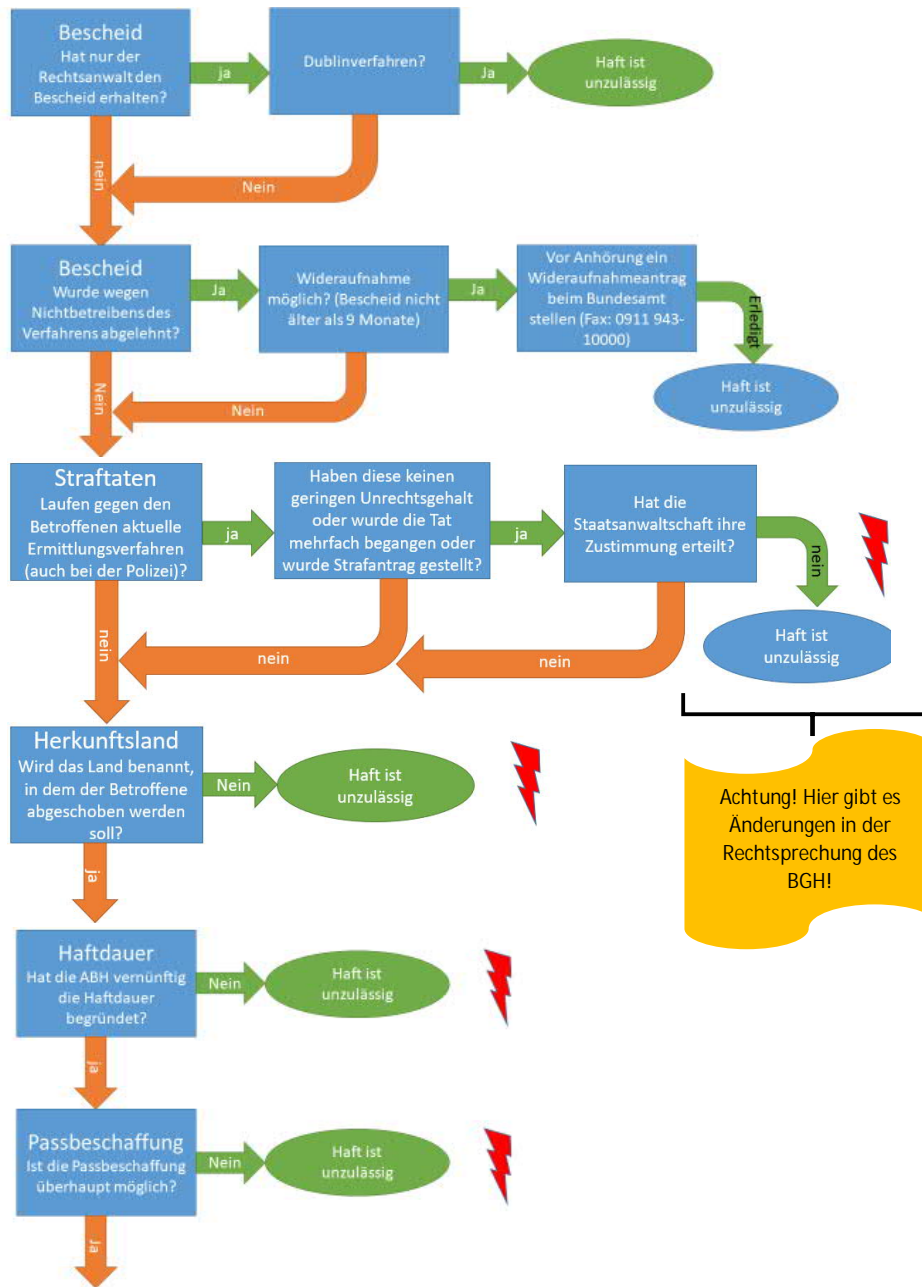 Bescheid
Hat nur der
Rechtsanwalt den
Bescheid erhalten?
ja
Dublinverfahren?
Ja
Haft ist
unzulässig
nein
Nein
Bescheid
Wurde wegen
Nichtbetreibens des
Verfahrens abgelehnt?
Ja
Wideraufnahme
möglich? (Bescheid nicht
älter als 9 Monate)
Ja
Vor Anhörung ein
Wideraufnahmeantrag
beim Bundesamt
stellen (Fax: 0911 943-
10000)
Erledigt
Haft ist
unzulässig
Nein
Nein
Straftaten
Laufen gegen den
Betroffenen aktuelle
Ermittlungsverfahren
(auch bei der Polizei)?
ja
Haben diese keinen
geringen Unrechtsgehalt
oder wurde die Tat
mehrfach begangen oder
wurde Strafantrag gestellt?
ja
Hat die
Staatsanwaltschaft ihre
Zustimmung erteilt?
nein
Haft ist
unzulässig
nein
nein
nein
Herkunftsland
Wird das Land benannt,
in dem der Betroffene
abgeschoben werden
soll?
Nein
Haft ist
unzulässig
Achtung! Hier gibt es
Änderungen in der
Rechtsprechung des
BGH!
ja
Haftdauer
Hat die ABH vernünftig
die Haftdauer
begründet?
Nein
Haft ist
unzulässig
ja
Passbeschaffung
Ist die Passbeschaffung
überhaupt möglich?
Nein
Haft ist
unzulässig
Ja